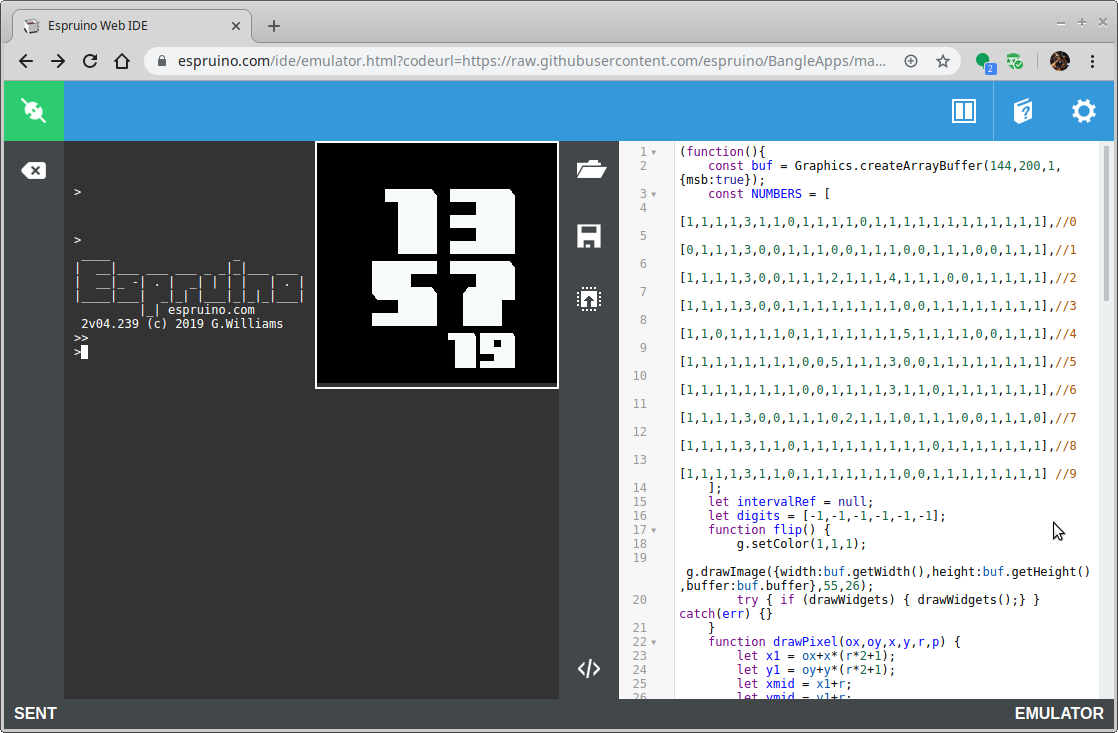 Espruino Web IDE
espruino.com/ide/emulator.html?codeurl=https://raw.githubusercontent.com/espruino/BangleApps/ma...
2
>
>
Espruino
espruino.com
2v04.239 (c) 2019 G.Williams
>>
>
13
57
19
1 (function(){
2 const buf = Graphics.createArrayBuffer(144,200,1,
{msb:true});
3 const NUMBERS = [
4
[1,1,1,1,3,1,1,0,1,1,1,1,0,1,1,1,1,1,1,1,1,1,1,1,1],//0
5
[0,1,1,1,3,0,0,1,1,1,0,0,1,1,1,0,0,1,1,1,0,0,1,1,1],//1
6
[1,1,1,1,3,0,0,1,1,1,2,1,1,1,4,1,1,1,0,0,1,1,1,1,1],//2
7
[1,1,1,1,3,0,0,1,1,1,1,1,1,1,1,0,0,1,1,1,1,1,1,1,1],//3
8
[1,1,0,1,1,1,1,0,1,1,1,1,1,1,1,1,5,1,1,1,1,0,1,1,1],//4
9
[1,1,1,1,1,1,1,1,0,0,5,1,1,1,3,0,0,1,1,1,1,1,1,1,1],//5
10
[1,1,1,1,1,1,1,1,0,0,1,1,1,1,3,1,1,0,1,1,1,1,1,1,1],//6
11
[1,1,1,1,3,0,0,1,1,1,0,2,1,1,1,0,1,1,1,0,0,1,1,1,0],//7
12
[1,1,1,1,3,1,1,0,1,1,1,1,1,1,1,1,1,0,1,1,1,1,1,1,1],//8
13
[1,1,1,1,3,1,1,0,1,1,1,1,1,1,1,0,0,1,1,1,1,1,1,1,1] //9
14 ];
15 let intervalRef = null;
16 let digits = [-1,-1,-1,-1,-1,-1];
17 function flip() {
18 g.setColor(1,1,1);
19
g.drawImage({width:buf.getWidth(),height:buf.getHeight()
,buffer:buf.buffer},55,26);
20 try { if (drawWidgets) { drawWidgets();} }
catch(err) {}
21 }
22 function drawPixel(ox,oy,x,y,r,p) {
23 let x1 = ox+x*(r*2+1);
24 let y1 = oy+y*(r*2+1);
25 let xmid = x1+r;
26 let ymid = y1+r;
SENT
EMULATOR